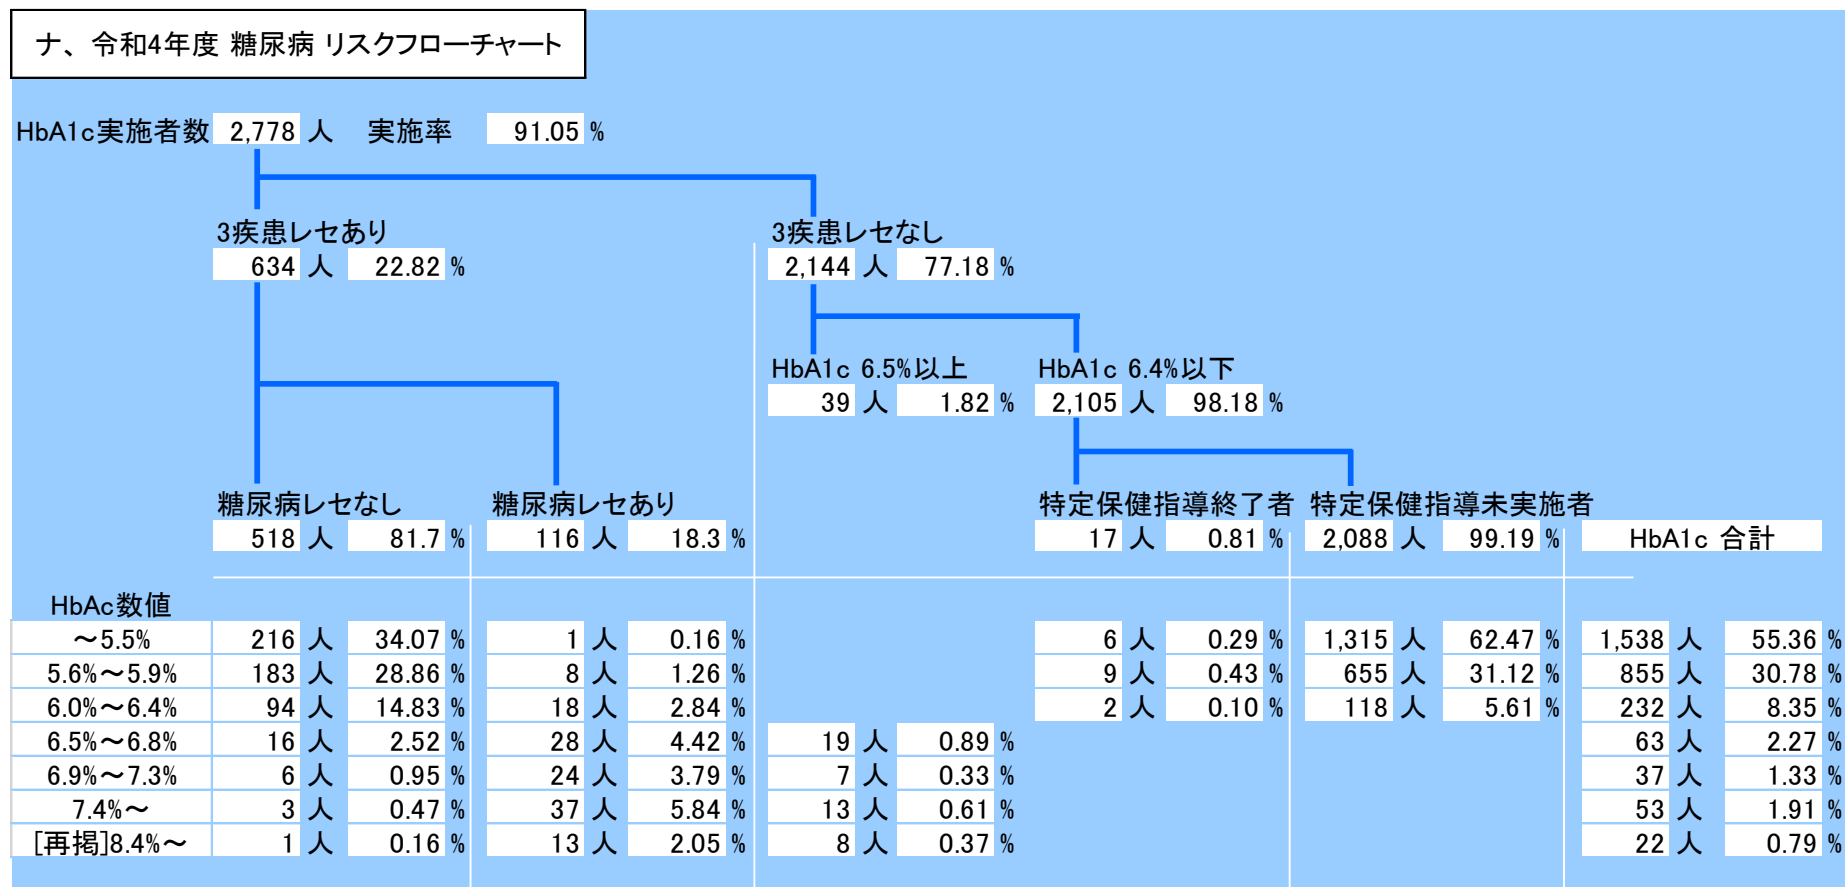 ナ、令和4年度 糖尿病 リスクフローチャート
HbA1c実施者数 2,778 人 実施率 91.05 %
3疾患レセあり 3疾患レセなし
634 人 22.82 % 2,144 人 77.18 %
HbA1c 6.5%以上 HbA1c 6.4%以下
39 人 1.82 % 2,105 人 98.18 %
糖尿病レセなし 糖尿病レセあり 特定保健指導終了者 特定保健指導未実施者
518 人 81.7 % 116 人 18.3 % 17 人 0.81 % 2,088 人 99.19 % HbA1c 合計
HbAc数値
～5.5% 216 人 34.07 % 1 人 0.16 % 6 人 0.29 % 1,315 人 62.47 % 1,538 人 55.36 %
5.6%～5.9% 183 人 28.86 % 8 人 1.26 % 9 人 0.43 % 655 人 31.12 % 855 人 30.78 %
6.0%～6.4% 94 人 14.83 % 18 人 2.84 % 2 人 0.10 % 118 人 5.61 % 232 人 8.35 %
6.5%～6.8% 16 人 2.52 % 28 人 4.42 % 19 人 0.89 % 63 人 2.27 %
6.9%～7.3% 6 人 0.95 % 24 人 3.79 % 7 人 0.33 % 37 人 1.33 %
7.4%～ 3 人 0.47 % 37 人 5.84 % 13 人 0.61 % 53 人 1.91 %
[再掲]8.4%～ 1 人 0.16 % 13 人 2.05 % 8 人 0.37 % 22 人 0.79 %